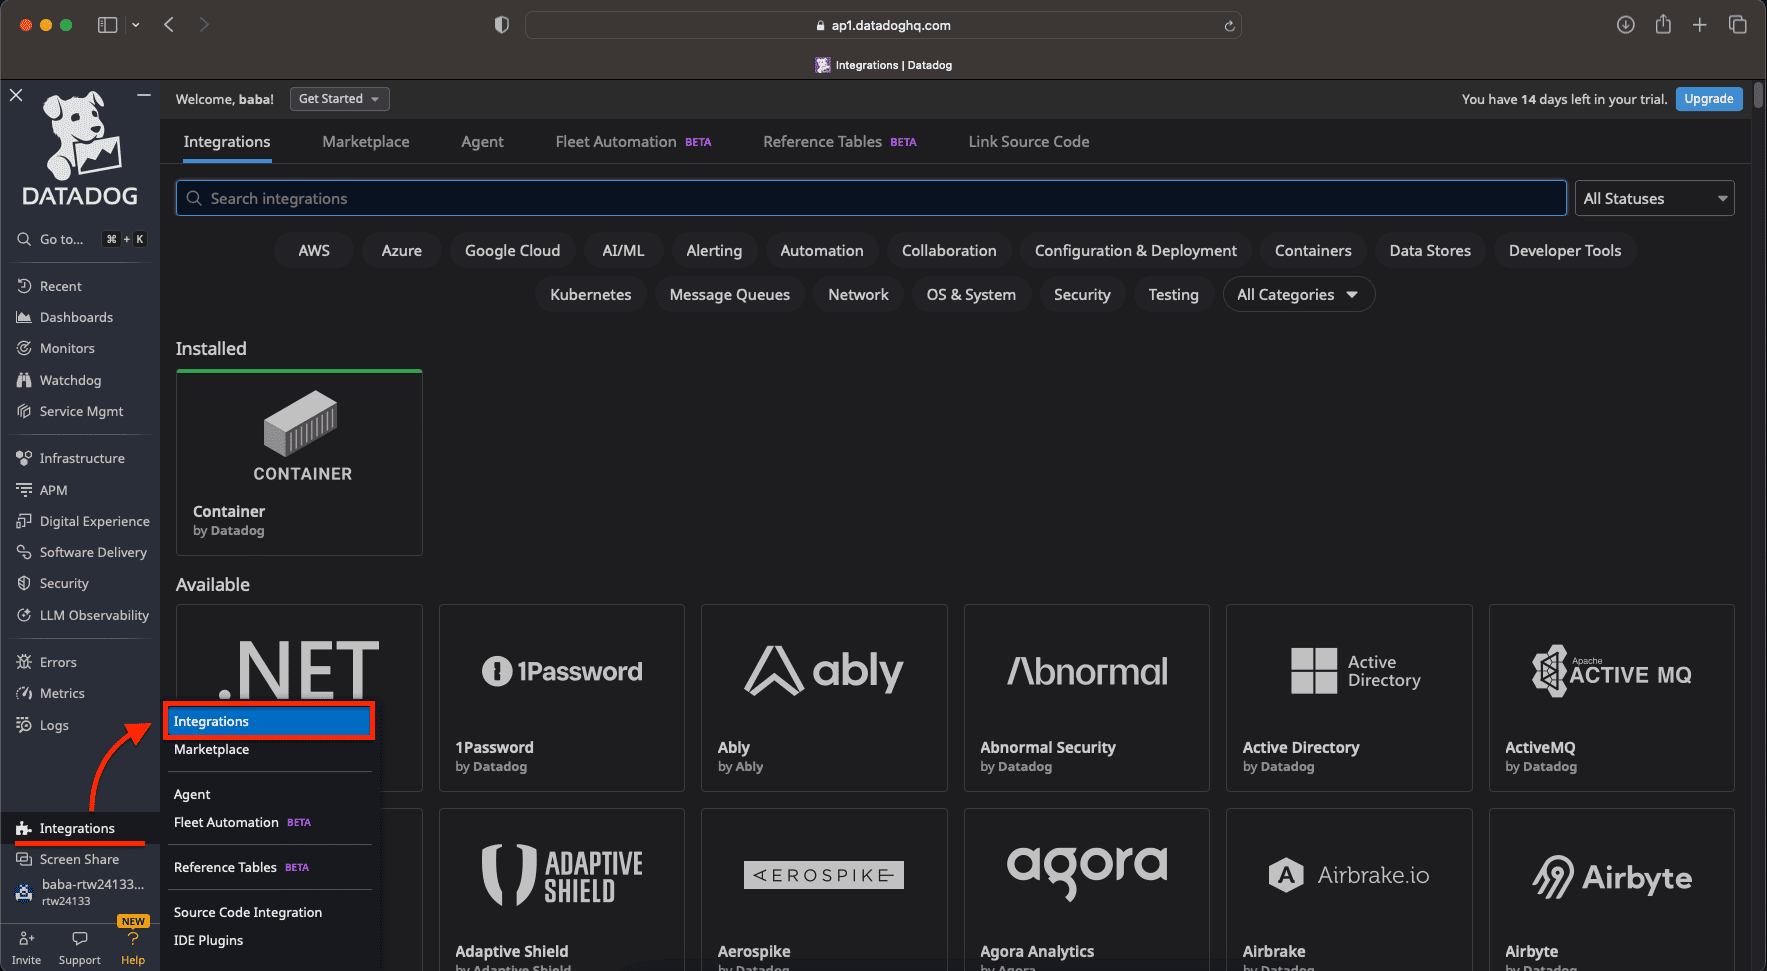 ap1.datadoghq.com
Integrations | Datadog
DATADOG
Go to... ⌘ + K
Recent
Dashboards
Monitors
Watchdog
Service Mgmt
Infrastructure
APM
Digital Experience
Software Delivery
Security
LLM Observability
Errors
Metrics
Logs
Integrations
Screen Share
baba-rtw24133...
rtw24133
NEW
Invite Support Help
Welcome, baba! Get Started
You have 14 days left in your trial. Upgrade
Integrations Marketplace Agent Fleet Automation BETA Reference Tables BETA Link Source Code
Search integrations All Statuses
AWS Azure Google Cloud AI/ML Alerting Automation Collaboration Configuration & Deployment Containers Data Stores Developer Tools
Kubernetes Message Queues Network OS & System Security Testing All Categories
Installed
CONTAINER
Container
by Datadog
Available
.NET
1Password
1Password
by Datadog
ably
Ably
by Ably
Abnormal
Abnormal Security
by Datadog
Active
Directory
Active Directory
by Datadog
Apache
ACTIVE MQ
ActiveMQ
by Datadog
Integrations
Marketplace
Agent
Fleet Automation BETA
Reference Tables BETA
Source Code Integration
IDE Plugins
ADAPTIVE
SHIELD
Adaptive Shield
by Adaptive Shield
AEROSPIKE
Aerospike
by Datadog
agora
Agora Analytics
by Agora
Airbrake.io
Airbrake
by Datadog
Airbyte
Airbyte
by Datadog